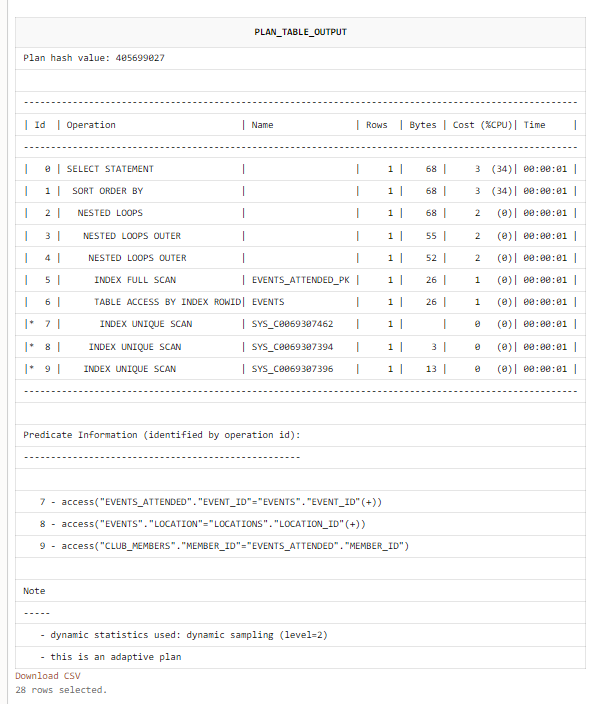 PLAN_TABLE_OUTPUT
Plan hash value: 405699027
--------------------------------------------------------------------------------------------------
| Id  | Operation                      | Name               | Rows  | Bytes | Cost (%CPU)| Time     |
--------------------------------------------------------------------------------------------------
|   0 | SELECT STATEMENT               |                    |     1 |    68 |     3  (34)| 00:00:01 |
|   1 |  SORT ORDER BY                 |                    |     1 |    68 |     3  (34)| 00:00:01 |
|   2 |   NESTED LOOPS                 |                    |     1 |    68 |     2   (0)| 00:00:01 |
|   3 |    NESTED LOOPS OUTER          |                    |     1 |    55 |     2   (0)| 00:00:01 |
|   4 |     NESTED LOOPS OUTER         |                    |     1 |    52 |     2   (0)| 00:00:01 |
|   5 |      INDEX FULL SCAN           | EVENTS_ATTENDED_PK |     1 |    26 |     1   (0)| 00:00:01 |
|   6 |      TABLE ACCESS BY INDEX ROWID| EVENTS             |     1 |    26 |     1   (0)| 00:00:01 |
|*  7 |       INDEX UNIQUE SCAN        | SYS_C0069307462    |     1 |       |     0   (0)| 00:00:01 |
|*  8 |     INDEX UNIQUE SCAN          | SYS_C0069307394    |     1 |     3 |     0   (0)| 00:00:01 |
|*  9 |    INDEX UNIQUE SCAN           | SYS_C0069307396    |     1 |    13 |     0   (0)| 00:00:01 |
--------------------------------------------------------------------------------------------------
Predicate Information (identified by operation id):
---------------------------------------------------
7 - access("EVENTS_ATTENDED"."EVENT_ID"="EVENTS"."EVENT_ID"(+))
8 - access("EVENTS"."LOCATION"="LOCATIONS"."LOCATION_ID"(+))
9 - access("CLUB_MEMBERS"."MEMBER_ID"="EVENTS_ATTENDED"."MEMBER_ID")
Note
-----
- dynamic statistics used: dynamic sampling (level=2)
- this is an adaptive plan
Download CSV
28 rows selected.